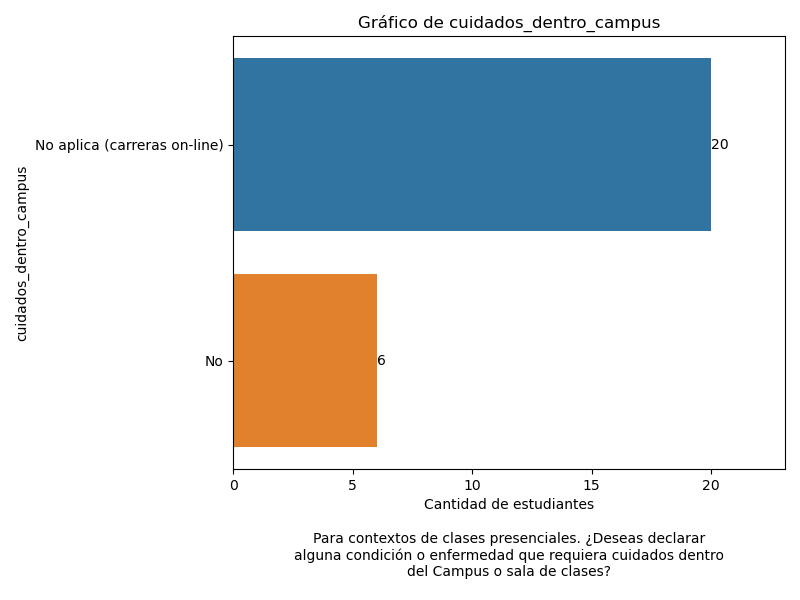 Gráfico de cuidados_dentro_campus
cuidados_dentro_campus
No aplica (carreras on-line)
20
No
6
0 5 10 15 20
Cantidad de estudiantes
Para contextos de clases presenciales. ¿Deseas declarar
alguna condición o enfermedad que requiera cuidados dentro
del Campus o sala de clases?